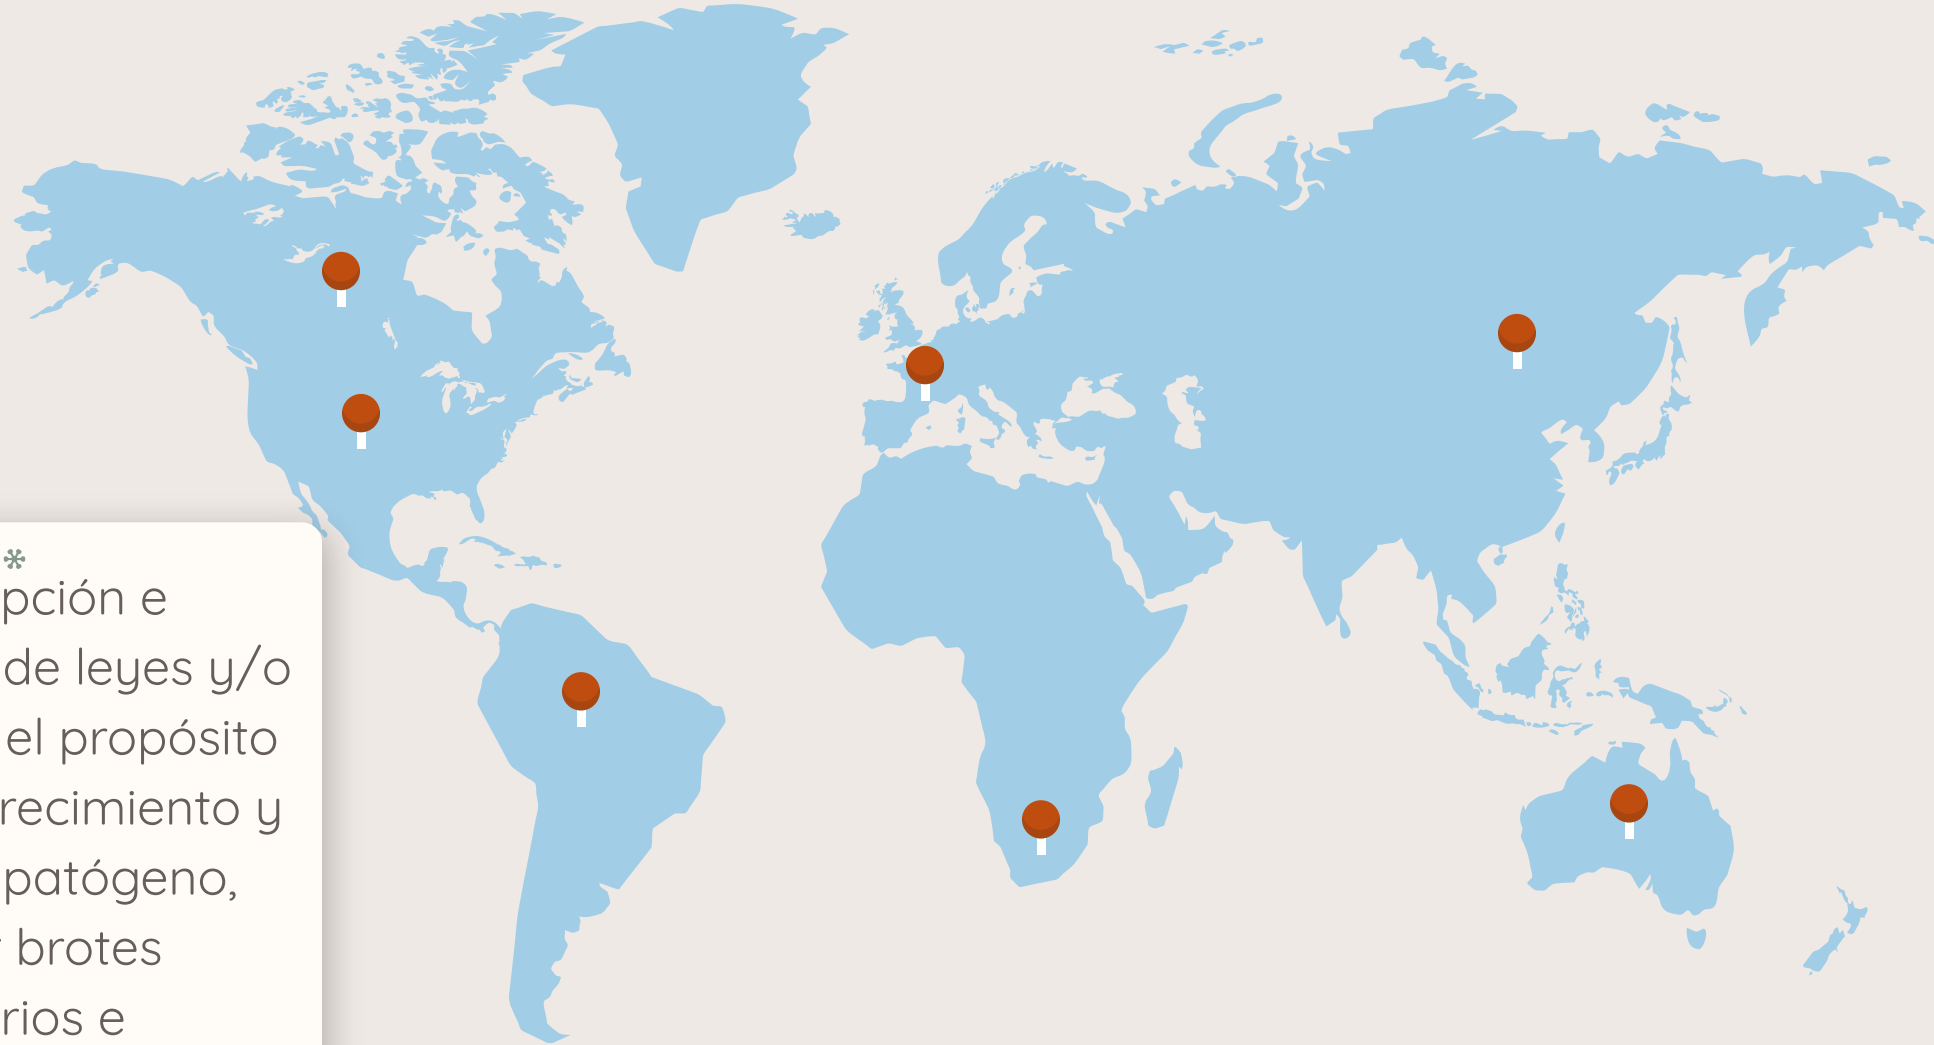 *
pción e
de leyes y/o
el propósito
recimiento y
patógeno,
brotes
rios e